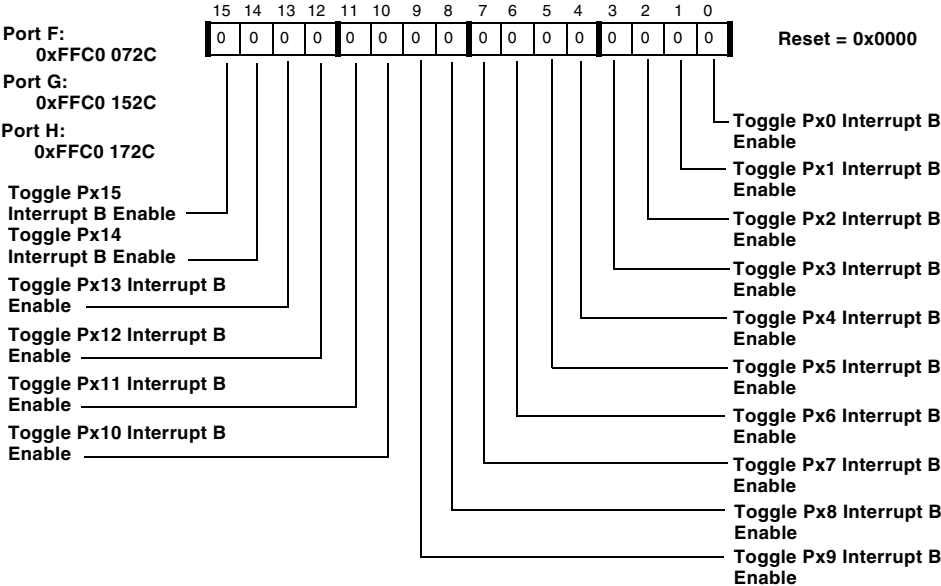 15 14 13 12 11 10 9 8 7 6 5 4 3 2 1 0
0 0 0 0 0 0 0 0 0 0 0 0 0 0 0 0
Reset = 0x0000
Port F:
0xFFC0 072C
Port G:
0xFFC0 152C
Port H:
0xFFC0 172C
Toggle Px15
Interrupt B Enable
Toggle Px14
Interrupt B Enable
Toggle Px13 Interrupt B
Enable
Toggle Px12 Interrupt B
Enable
Toggle Px11 Interrupt B
Enable
Toggle Px10 Interrupt B
Enable
Toggle Px0 Interrupt B
Enable
Toggle Px1 Interrupt B
Enable
Toggle Px2 Interrupt B
Enable
Toggle Px3 Interrupt B
Enable
Toggle Px4 Interrupt B
Enable
Toggle Px5 Interrupt B
Enable
Toggle Px6 Interrupt B
Enable
Toggle Px7 Interrupt B
Enable
Toggle Px8 Interrupt B
Enable
Toggle Px9 Interrupt B
Enable